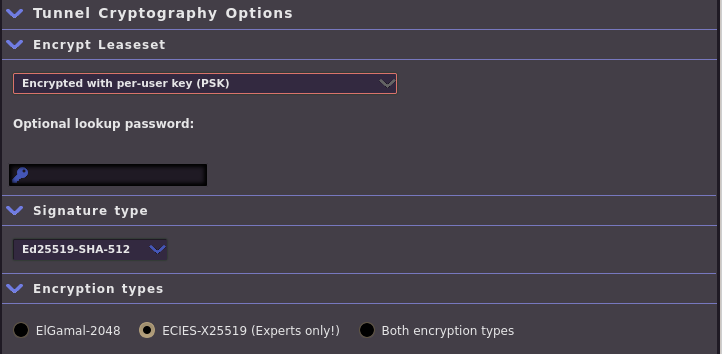 Tunnel Cryptography Options
Encrypt Leaseset
Encrypted with per-user key (PSK)
Optional lookup password:
Signature type
Ed25519-SHA-512
Encryption types
ElGamal-2048 ECIES-X25519 (Experts only!) Both encryption types